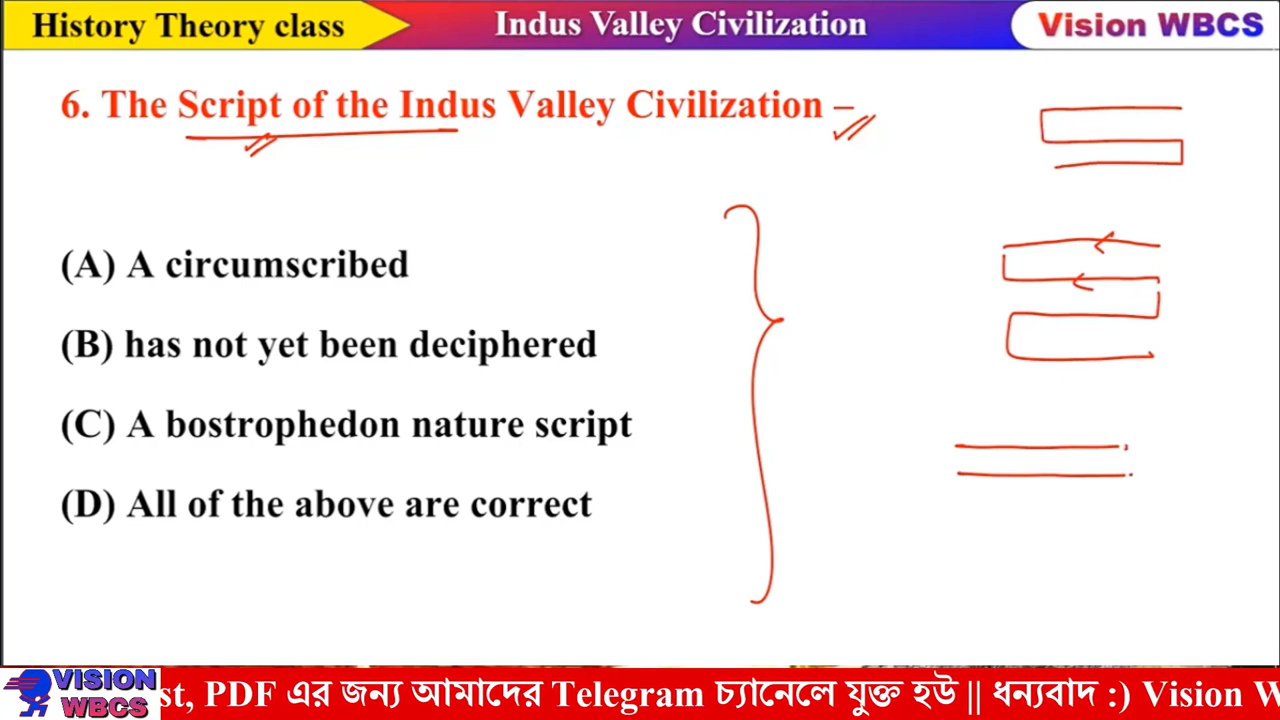 History Theory class
Indus Valley Civilization
Vision WBCS
6. The Script of the Indus Valley Civilization –
(A) A circumscribed
(B) has not yet been deciphered
(C) A bostrophedon nature script
(D) All of the above are correct
VISION
WBCS
st, PDF এর জন্য আমাদের Telegram চ্যানেলে যুক্ত হউ || ধন্যবাদ :) Vision W